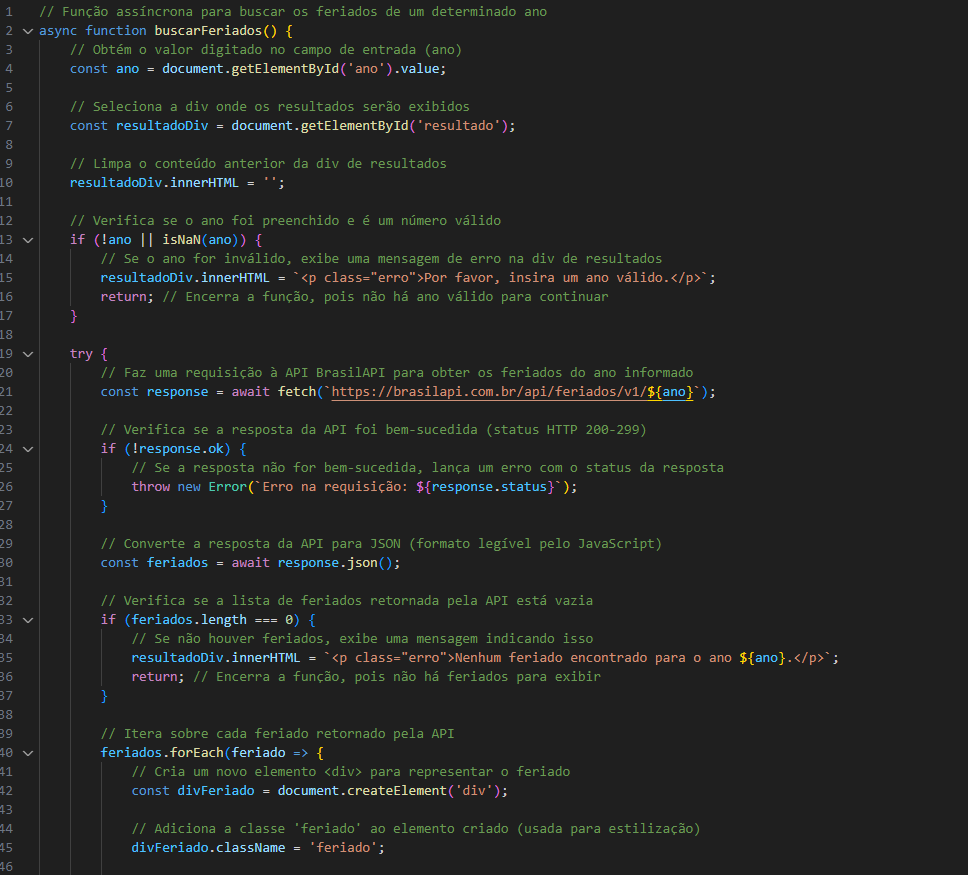 1 // Função assíncrona para buscar os feriados de um determinado ano
2 async function buscarFeriados() {
3 // Obtém o valor digitado no campo de entrada (ano)
4 const ano = document.getElementById('ano').value;
5
6 // Seleciona a div onde os resultados serão exibidos
7 const resultadoDiv = document.getElementById('resultado');
8
9 // Limpa o conteúdo anterior da div de resultados
10 resultadoDiv.innerHTML = '';
11
12 // Verifica se o ano foi preenchido e é um número válido
13 if (!ano || isNaN(ano)) {
14 // Se o ano for inválido, exibe uma mensagem de erro na div de resultados
15 resultadoDiv.innerHTML = `<p class="erro">Por favor, insira um ano válido.</p>`;
16 return; // Encerra a função, pois não há ano válido para continuar
17 }
18
19 try {
20 // Faz uma requisição à API BrasilAPI para obter os feriados do ano informado
21 const response = await fetch(`https://brasilapi.com.br/api/feriados/v1/${ano}`);
22
23 // Verifica se a resposta da API foi bem-sucedida (status HTTP 200-299)
24 if (!response.ok) {
25 // Se a resposta não for bem-sucedida, lança um erro com o status da resposta
26 throw new Error(`Erro na requisição: ${response.status}`);
27 }
28
29 // Converte a resposta da API para JSON (formato legível pelo JavaScript)
30 const feriados = await response.json();
31
32 // Verifica se a lista de feriados retornada pela API está vazia
33 if (feriados.length === 0) {
34 // Se não houver feriados, exibe uma mensagem indicando isso
35 resultadoDiv.innerHTML = `<p class="erro">Nenhum feriado encontrado para o ano ${ano}.</p>`;
36 return; // Encerra a função, pois não há feriados para exibir
37 }
38
39 // Itera sobre cada feriado retornado pela API
40 feriados.forEach(feriado => {
41 // Cria um novo elemento <div> para representar o feriado
42 const divFeriado = document.createElement('div');
43
44 // Adiciona a classe 'feriado' ao elemento criado (usada para estilização)
45 divFeriado.className = 'feriado';
46